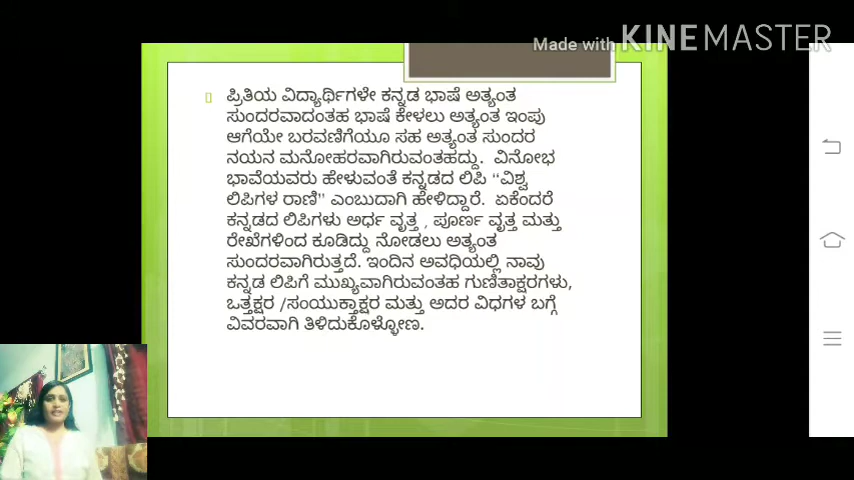 Made with KINEMASTER
ಪ್ರಿತಿಯ ವಿದ್ಯಾರ್ಥಿಗಳೇ ಕನ್ನಡ ಭಾಷೆ ಅತ್ಯಂತ
ಸುಂದರವಾದಂತಹ ಭಾಷೆ ಕೇಳಲು ಅತ್ಯಂತ ಇಂಪು
ಆಗೆಯೇ ಬರವಣಿಗೆಯೂ ಸಹ ಅತ್ಯಂತ ಸುಂದರ
ನಯನ ಮನೋಹರವಾಗಿರುವಂತಹದ್ದು. ವಿನೋಭ
ಭಾವೆಯವರು ಹೇಳುವಂತೆ ಕನ್ನಡದ ಲಿಪಿ “ವಿಶ್ವ
ಲಿಪಿಗಳ ರಾಣಿ” ಎಂಬುದಾಗಿ ಹೇಳಿದ್ದಾರೆ. ಏಕೆಂದರೆ
ಕನ್ನಡದ ಲಿಪಿಗಳು ಅರ್ಧ ವೃತ್ತ , ಪೂರ್ಣ ವೃತ್ತ ಮತ್ತು
ರೇಖೆಗಳಿಂದ ಕೂಡಿದ್ದು ನೋಡಲು ಅತ್ಯಂತ
ಸುಂದರವಾಗಿರುತ್ತದೆ. ಇಂದಿನ ಅವಧಿಯಲ್ಲಿ ನಾವು
ಕನ್ನಡ ಲಿಪಿಗೆ ಮುಖ್ಯವಾಗಿರುವಂತಹ ಗುಣಿತಾಕ್ಷರಗಳು,
ಒತ್ತಕ್ಷರ /ಸಂಯುಕ್ತಾಕ್ಷರ ಮತ್ತು ಅದರ ವಿಧಗಳ ಬಗ್ಗೆ
ವಿವರವಾಗಿ ತಿಳಿದುಕೊಳ್ಳೋಣ.